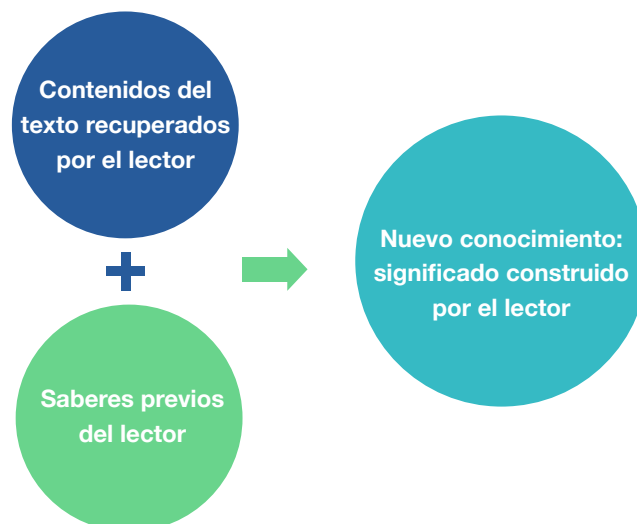 Contenidos del
texto recuperados
por el lector
+
Saberes previos
del lector
Nuevo conocimiento:
significado construido
por el lector